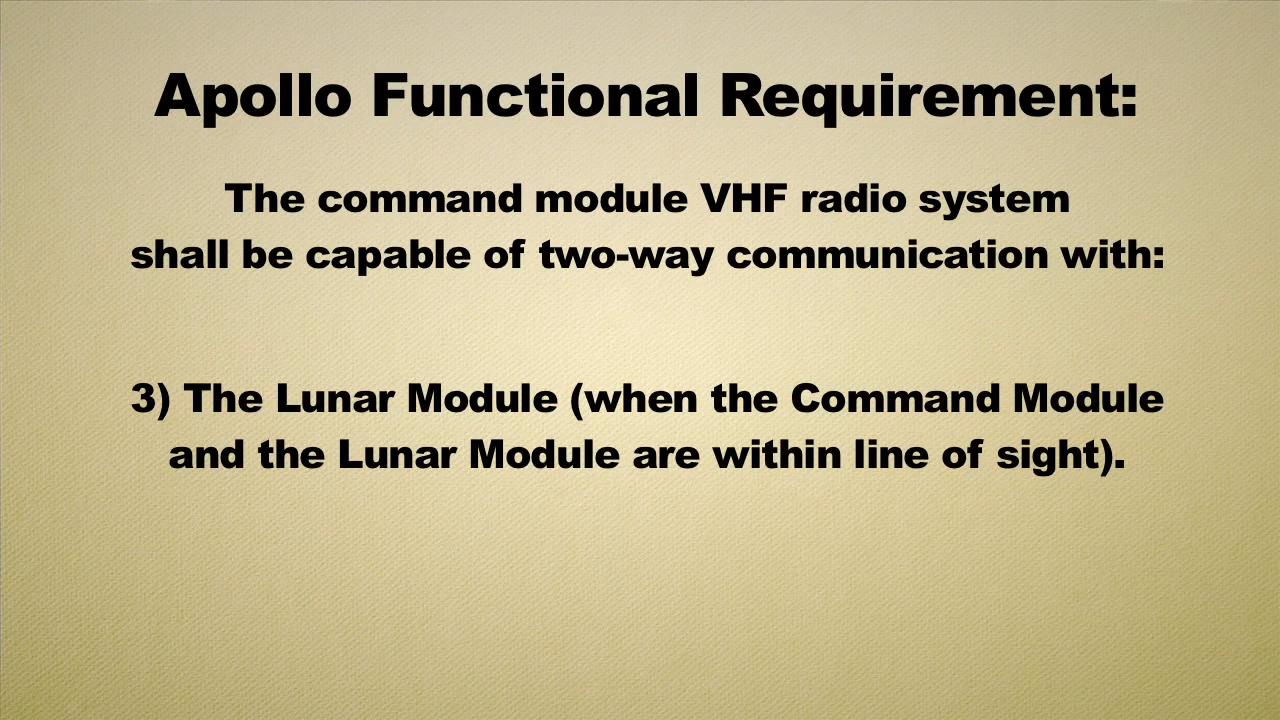 Apollo Functional Requirement:
The command module VHF radio system
shall be capable of two-way communication with:
3) The Lunar Module (when the Command Module
and the Lunar Module are within line of sight).